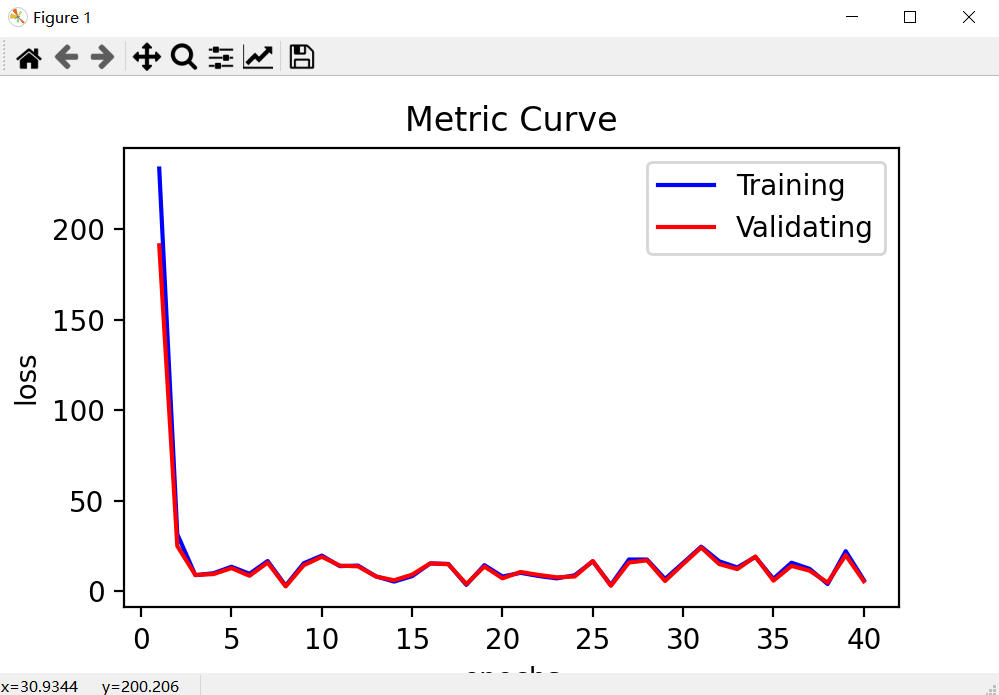 Figure 1
Metric Curve
Training
Validating
200
150
100
50
0
loss
0 5 10 15 20 25 30 35 40
epochs
x=30.9344 y=200.206